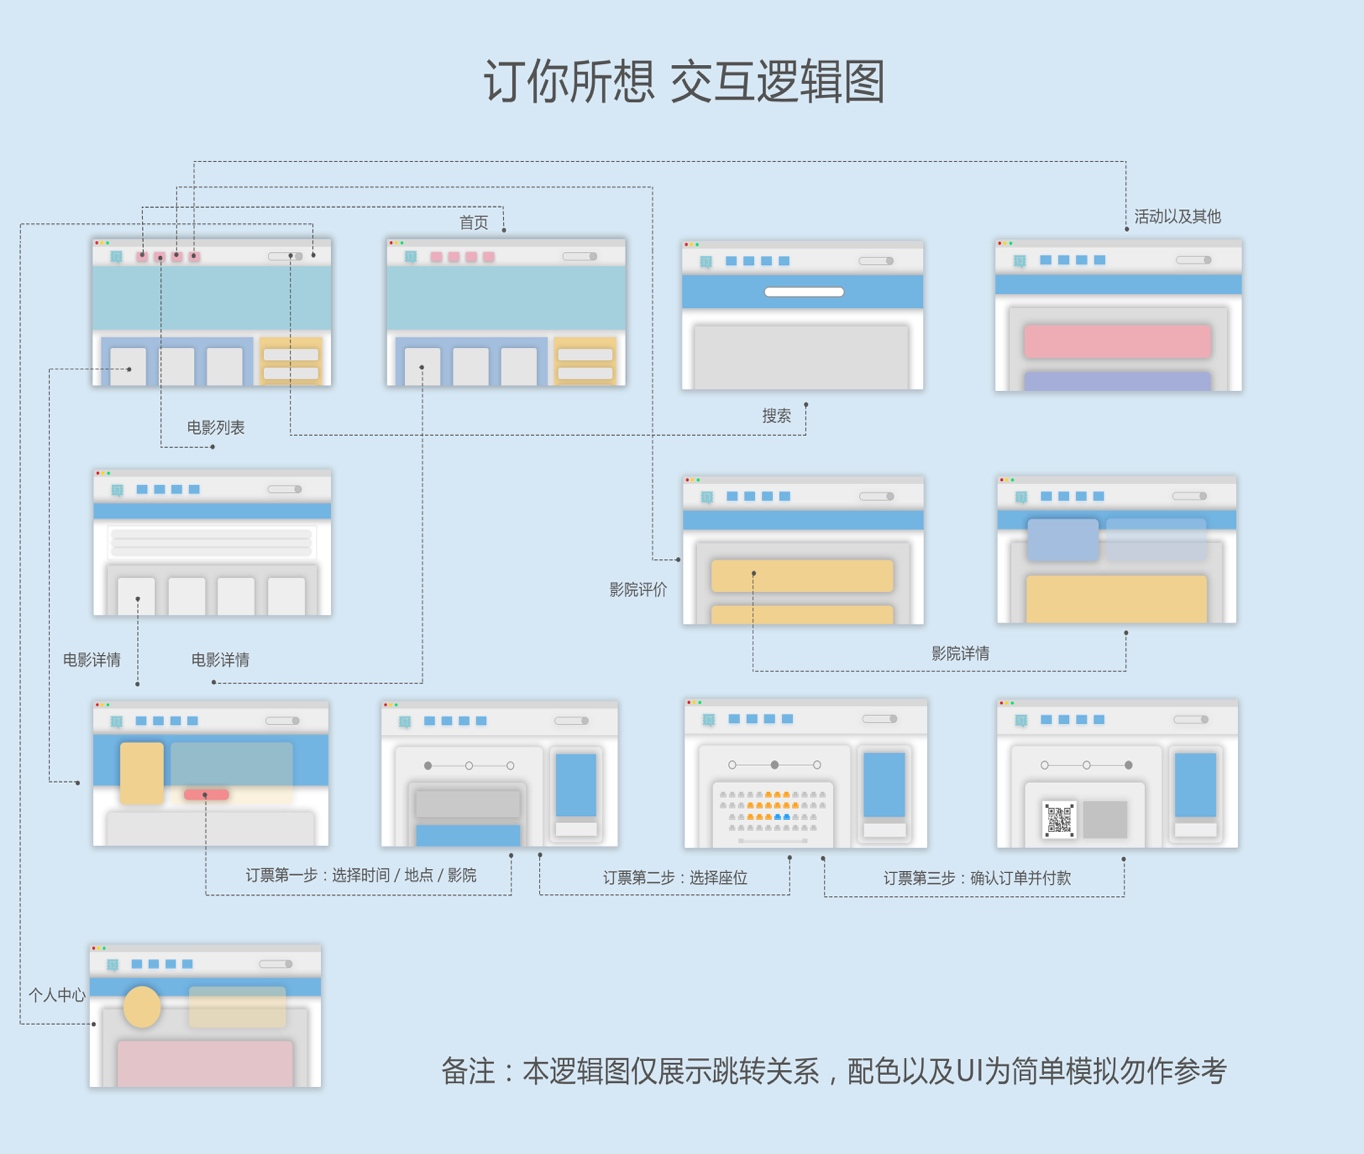 订你所想 交互逻辑图
首页
活动以及其他
电影列表
搜索
影院评价
影院详情
电影详情
电影详情
订票第一步：选择时间 / 地点 / 影院
订票第二步：选择座位
订票第三步：确认订单并付款
个人中心
备注：本逻辑图仅展示跳转关系，配色以及UI为简单模拟勿作参考